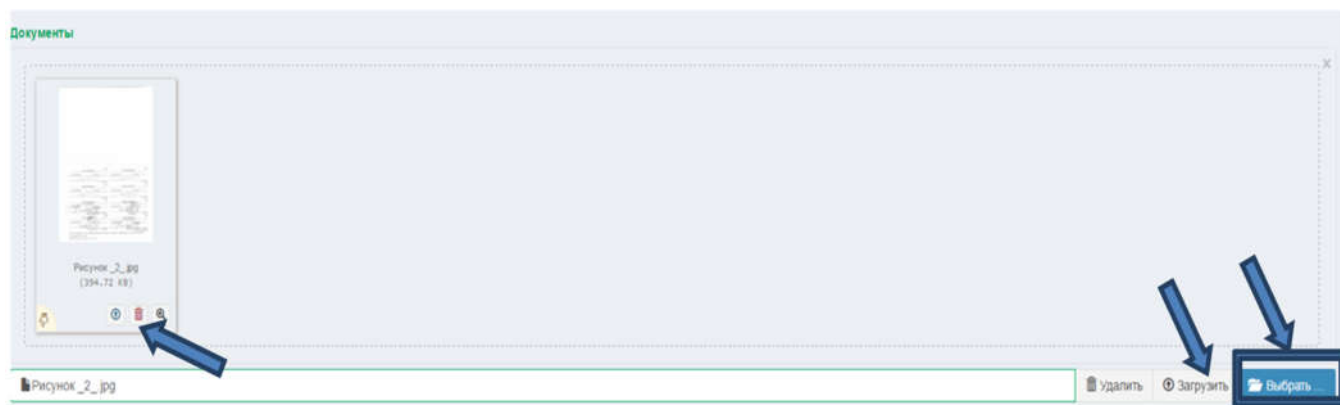 Документы
x
Рисунок _2_.jpg
(394.72 KB)
Рисунок _2_. jpg
Удалить
Загрузить
Выбрать ...